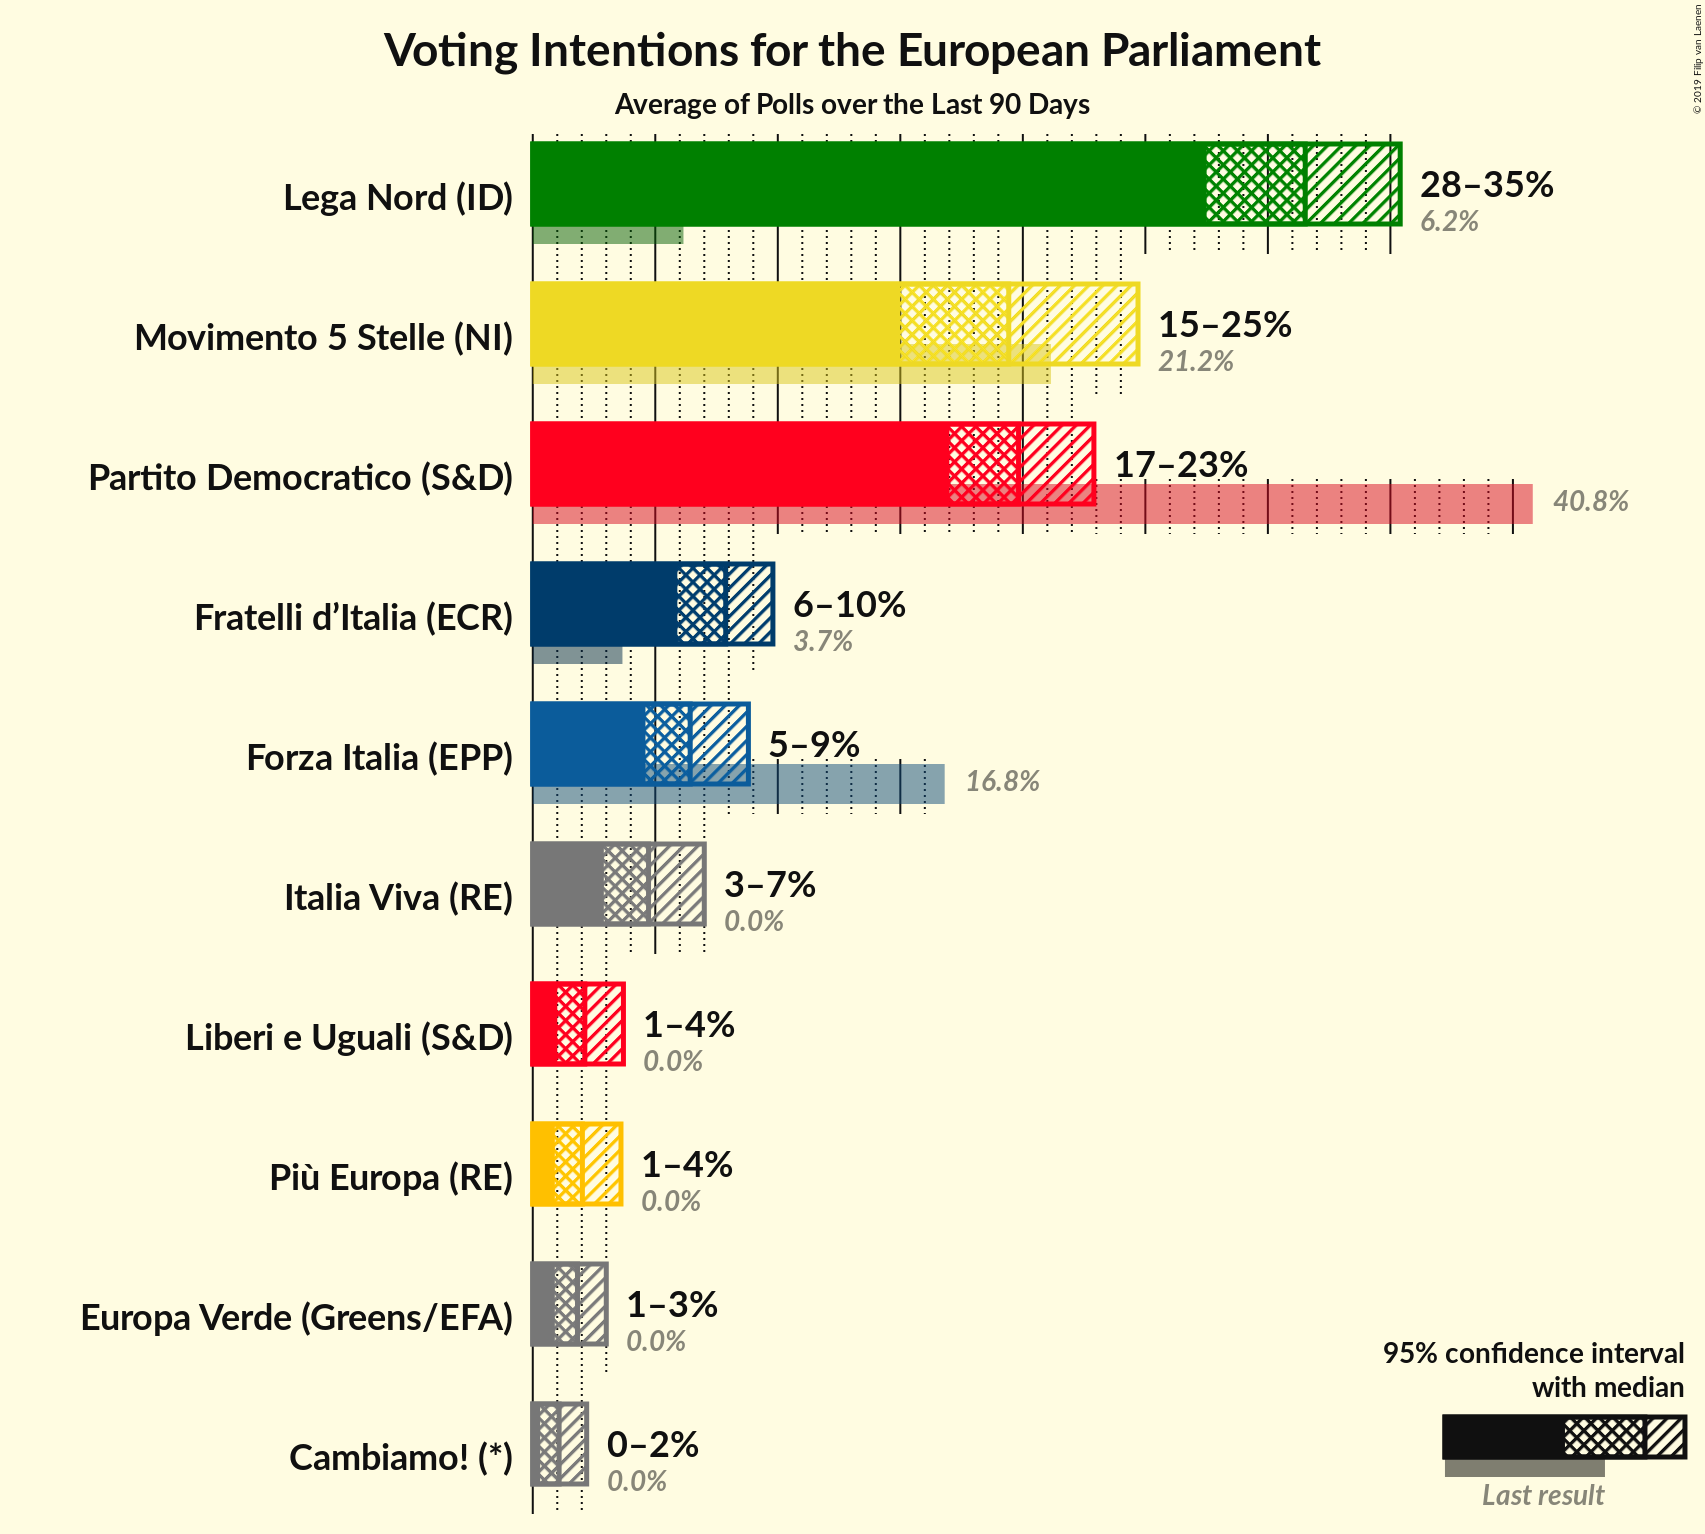 Voting Intentions for the European Parliament
Average of Polls over the Last 90 Days
© 2019 Filip van Laenen
Lega Nord (ID)
28–35%
6.2%
Movimento 5 Stelle (NI)
15–25%
21.2%
Partito Democratico (S&D)
17–23%
40.8%
Fratelli d’Italia (ECR)
6–10%
3.7%
Forza Italia (EPP)
5–9%
16.8%
Italia Viva (RE)
3–7%
0.0%
Liberi e Uguali (S&D)
1–4%
0.0%
Più Europa (RE)
1–4%
0.0%
Europa Verde (Greens/EFA)
1–3%
0.0%
Cambiamo! (*)
0–2%
0.0%
95% confidence interval
with median
Last result